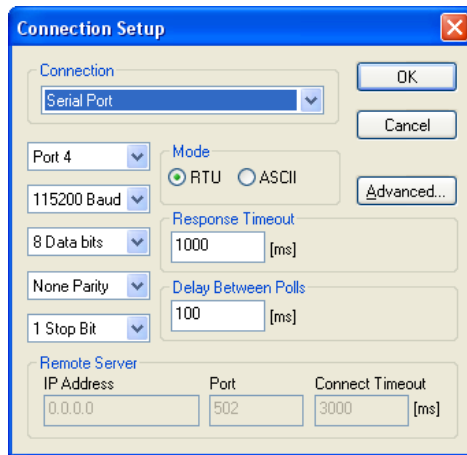 Connection Setup
Connection
Serial Port
OK
Cancel
Port 4
Mode
RTU ASCII
Advanced...
115200 Baud
Response Timeout
8 Data bits
1000 [ms]
None Parity
Delay Between Polls
100 [ms]
1 Stop Bit
Remote Server
IP Address Port Connect Timeout
0.0.0.0 502 3000 [ms]